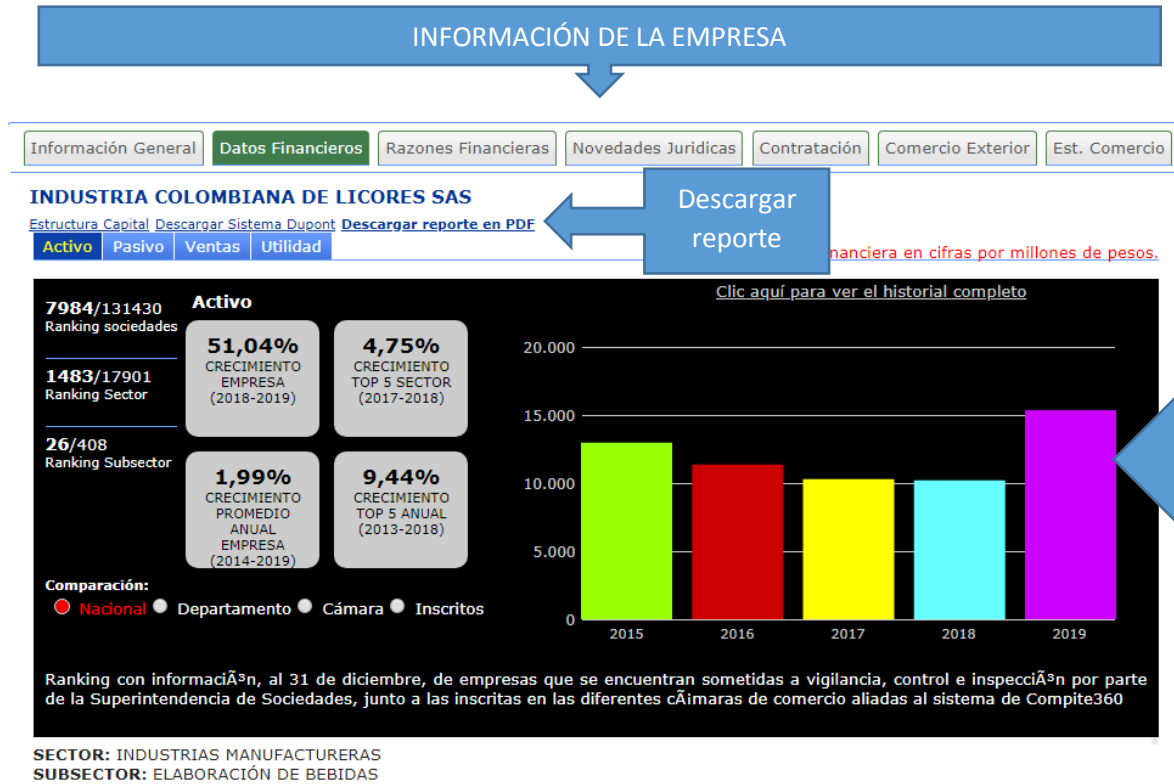 INFORMACIÓN DE LA EMPRESA
Información General Datos Financieros Razones Financieras Novedades Juridicas Contratación Comercio Exterior Est. Comercio
INDUSTRIA COLOMBIANA DE LICORES SAS
Estructura Capital Descargar Sistema Dupont Descargar reporte en PDF
Descargar
reporte
Activo Pasivo Ventas Utilidad
nanciera en cifras por millones de pesos.
Clic aquí para ver el historial completo
7984/131430
Ranking sociedades
1483/17901
Ranking Sector
26/408
Ranking Subsector
Activo
51,04%
CRECIMIENTO
EMPRESA
(2018-2019)
4,75%
CRECIMIENTO
TOP 5 SECTOR
(2017-2018)
1,99%
CRECIMIENTO
PROMEDIO
ANUAL
EMPRESA
(2014-2019)
9,44%
CRECIMIENTO
TOP 5 ANUAL
(2013-2018)
20.000
15.000
10.000
5.000
0
2015 2016 2017 2018 2019
Comparación:
Nacional Departamento Cámara Inscritos
Ranking con informaciÃ³n, al 31 de diciembre, de empresas que se encuentran sometidas a vigilancia, control e inspecciÃ³n por parte
de la Superintendencia de Sociedades, junto a las inscritas en las diferentes cÃ¡maras de comercio aliadas al sistema de Compite360
SECTOR: INDUSTRIAS MANUFACTURERAS
SUBSECTOR: ELABORACIÓN DE BEBIDAS